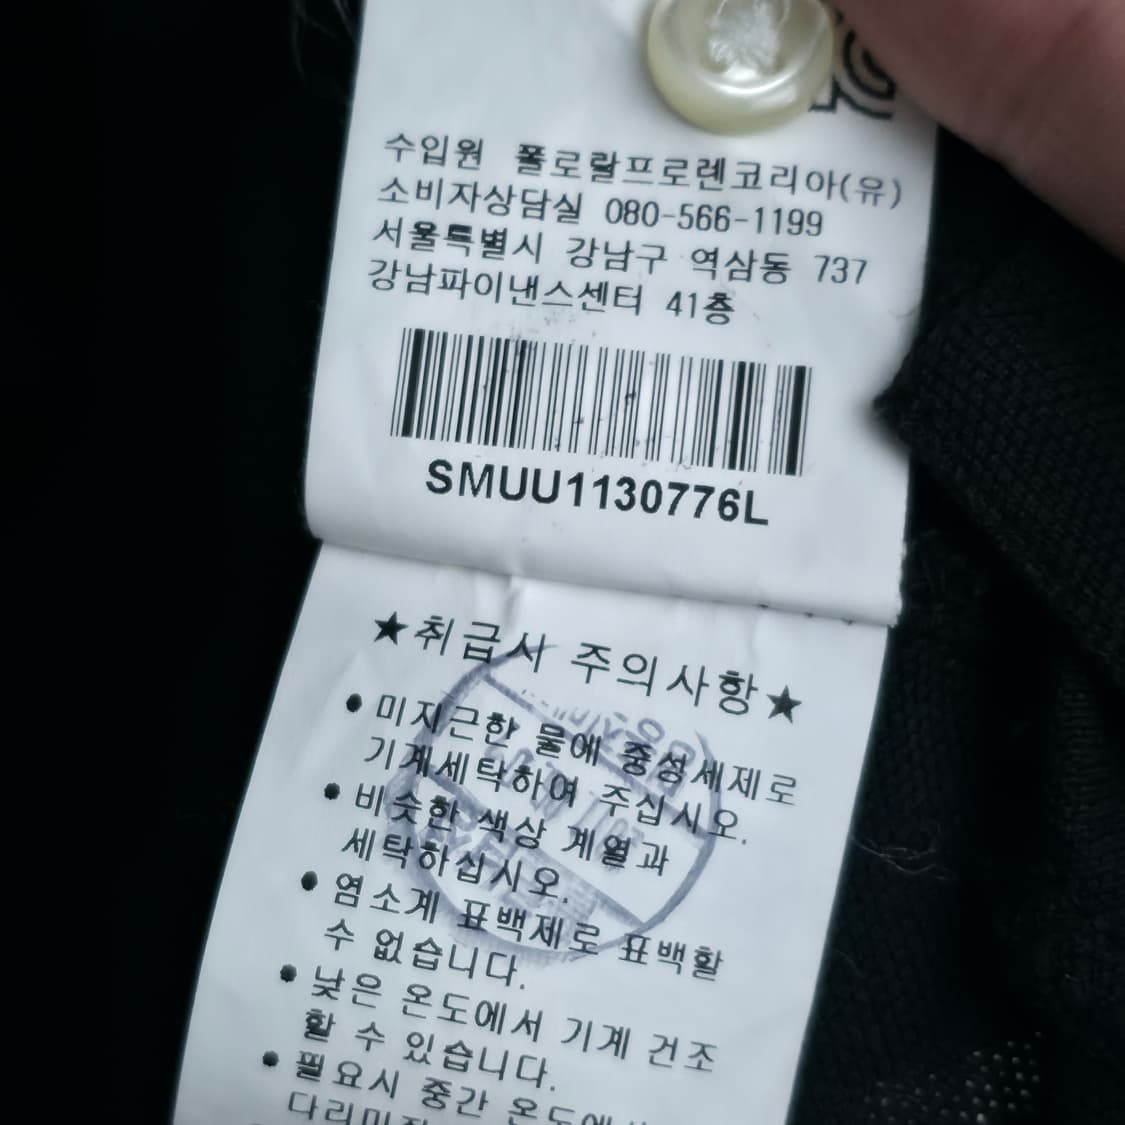 수입원 폴로랄프로렌코리아(유)
소비자상담실 080-566-1199
서울특별시 강남구 역삼동 737
강남파이낸스센터 41층
SMUU1130776L
★취급시 주의사항★
• 미지근한 물에 중성세제로
기계세탁하여 주십시오.
• 비슷한 색상 계열과
세탁하십시오.
• 염소계 표백제로 표백할
수 없습니다.
• 낮은 온도에서 기계 건조
할 수 있습니다.
• 필요시 중간 온도에서
다리미질